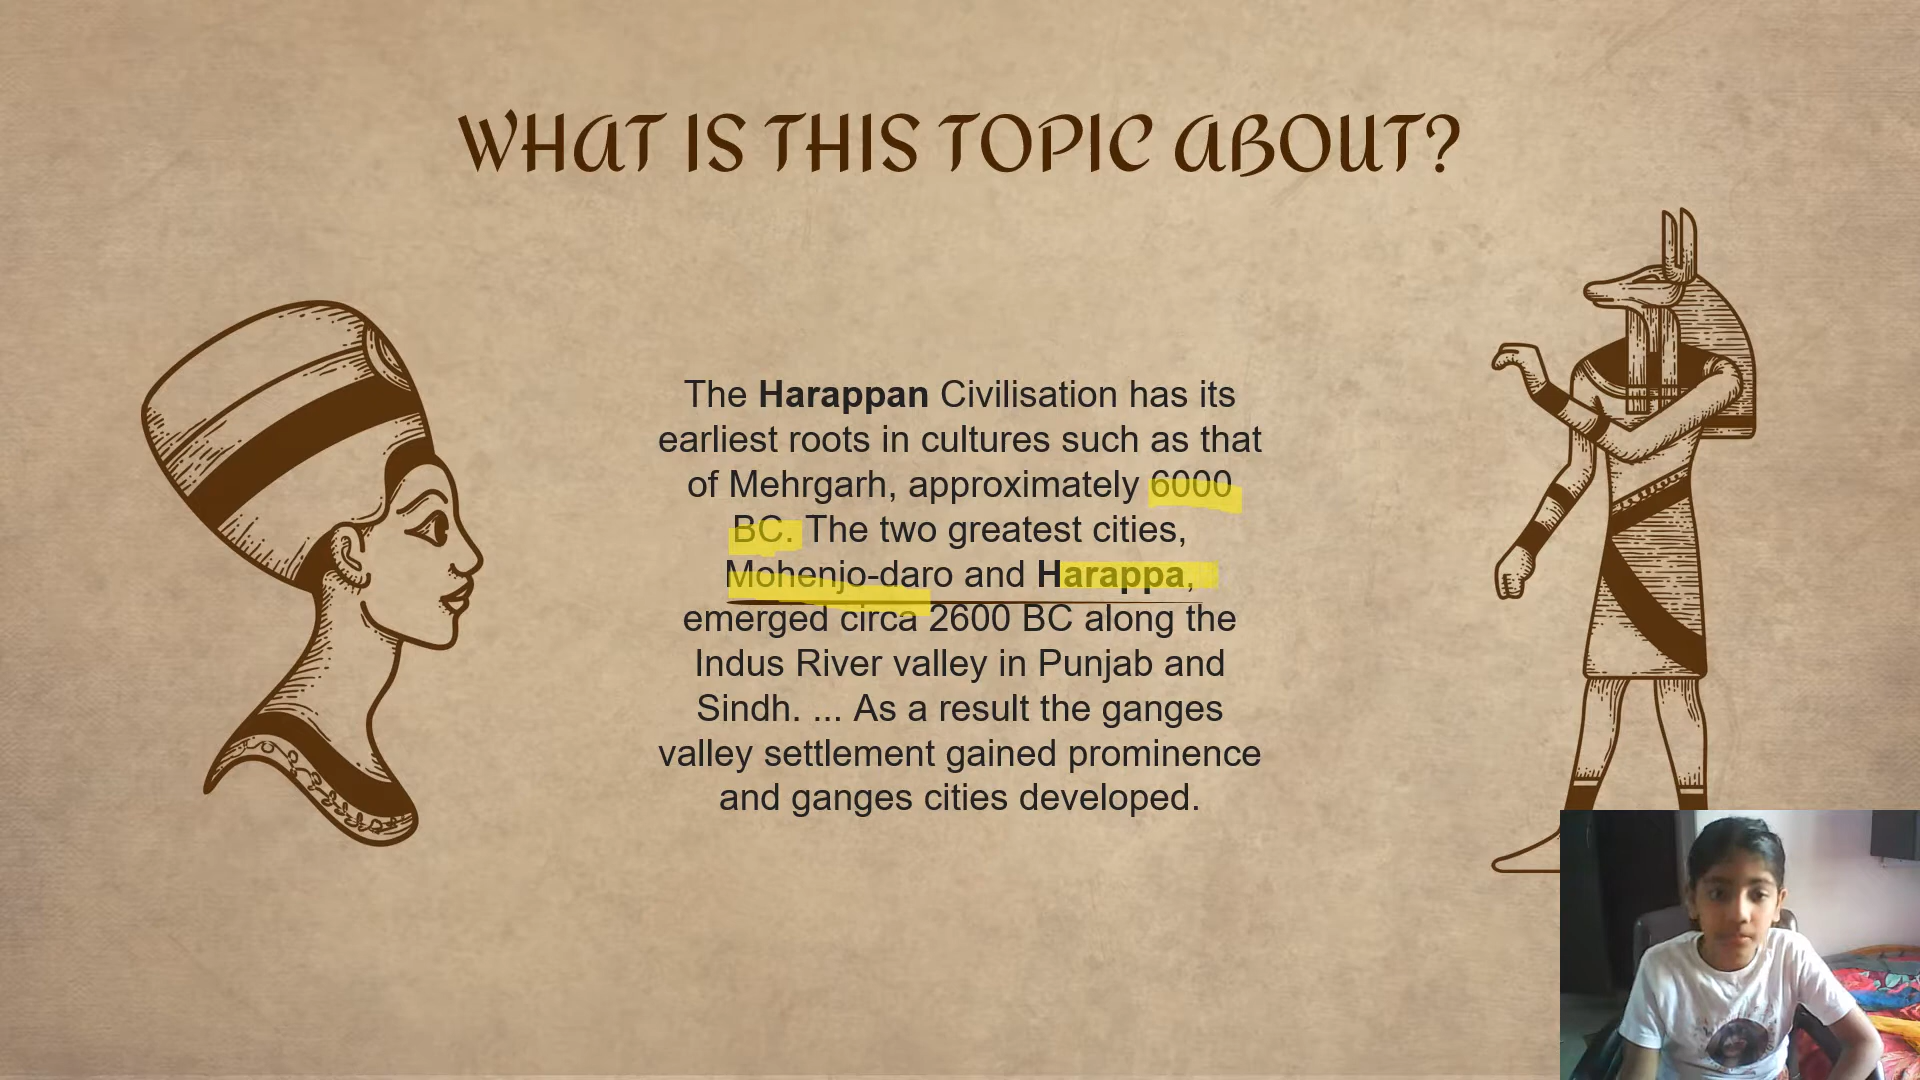 WHAT IS THIS TOPIC ABOUT?
The Harappan Civilisation has its
earliest roots in cultures such as that
of Mehrgarh, approximately 6000
BC. The two greatest cities,
Mohenjo-daro and Harappa,
emerged circa 2600 BC along the
Indus River valley in Punjab and
Sindh. ... As a result the ganges
valley settlement gained prominence
and ganges cities developed.